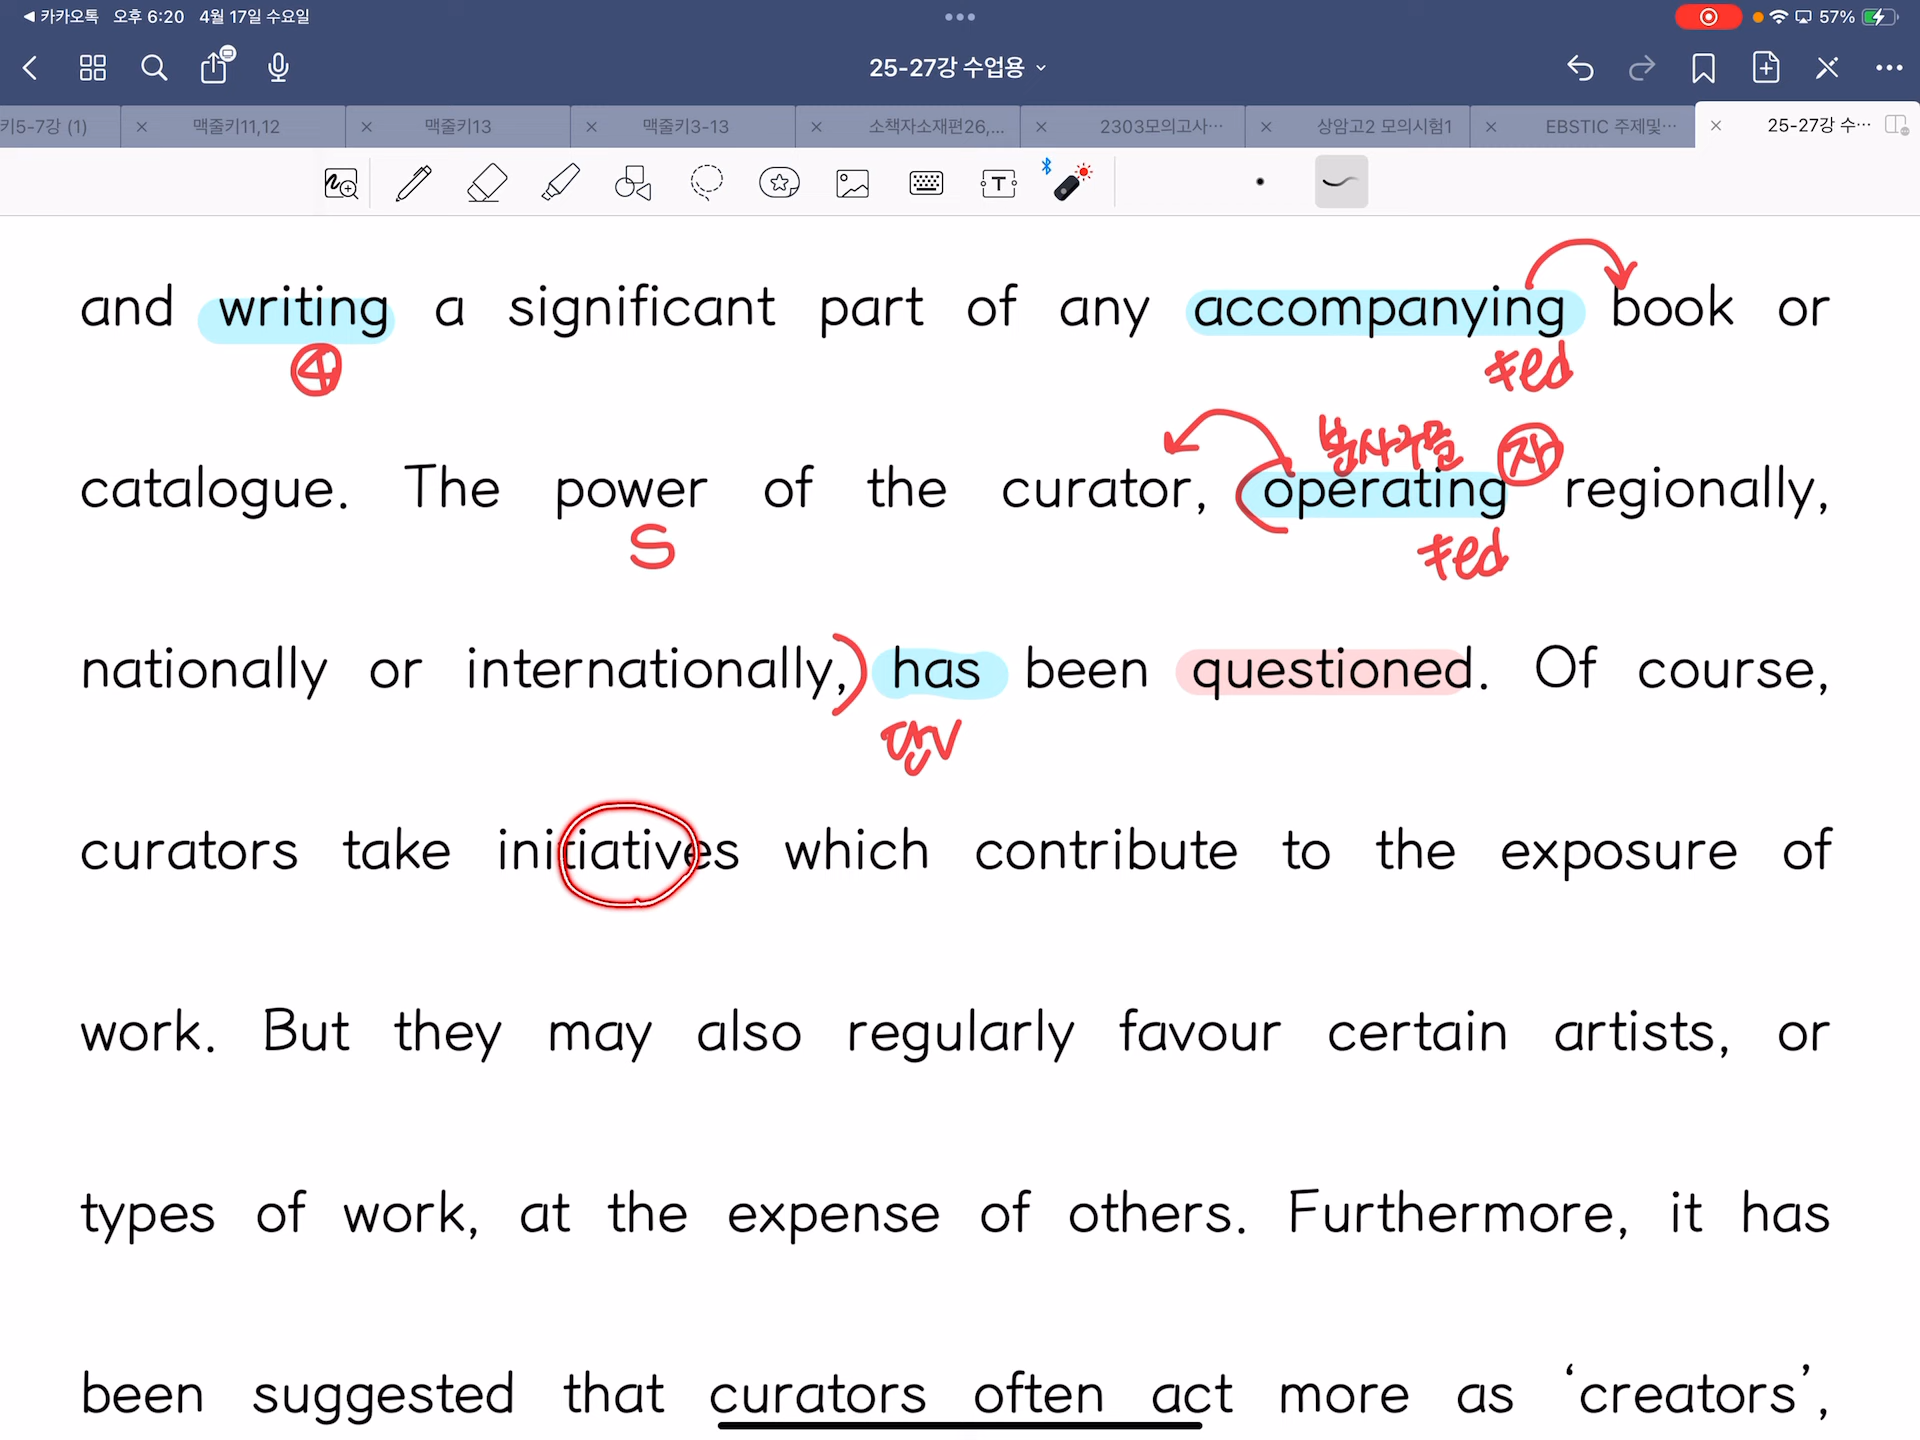 ◀ 카카오톡 오후 6:20 4월 17일 수요일 57%
25-27강 수업용
키5-7강 (1) 맥줄키11,12 맥줄키13 맥줄키3-13 소책자소재편26,... 2303모의고사... 상암고2 모의시험1 EBSTIC 주제및... 25-27강 수...
and writing a significant part of any accompanying book or
④ ≠ed
분사구문 자
catalogue. The power of the curator, (operating regionally,
S ≠ed
nationally or internationally,) has been questioned. Of course,
단V
curators take initiatives which contribute to the exposure of
work. But they may also regularly favour certain artists, or
types of work, at the expense of others. Furthermore, it has
been suggested that curators often act more as ‘creators’,